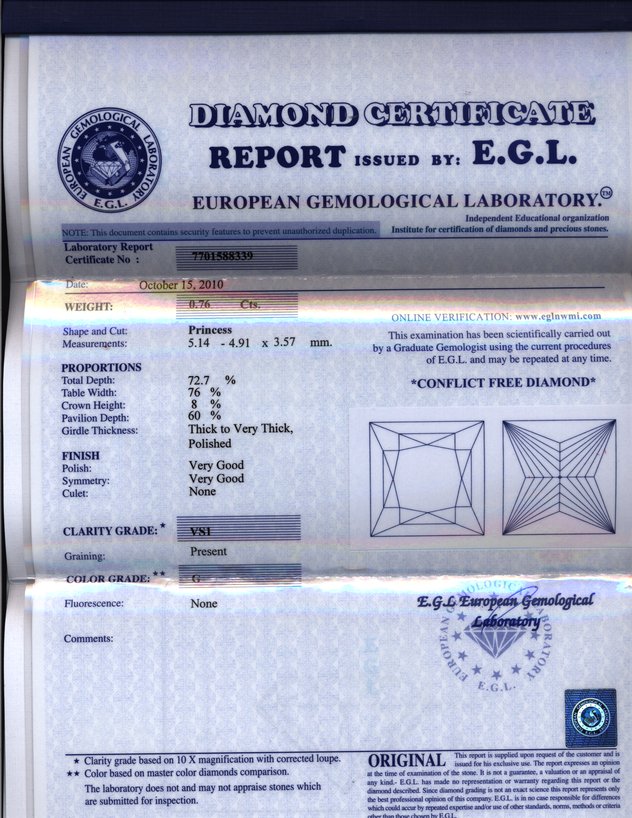 EUROPEAN GEMOLOGICAL LABORATORY
E.G.L.
DIAMOND CERTIFICATE
REPORT ISSUED BY: E.G.L.
EUROPEAN GEMOLOGICAL LABORATORY.™
Independent Educational organization
NOTE: This document contains security features to prevent unauthorized duplication.
Institute for certification of diamonds and precious stones.
Laboratory Report
Certificate No : 7701588339
Date: October 15, 2010
WEIGHT: 0.76 Cts.
ONLINE VERIFICATION: www.eglnwmi.com
Shape and Cut: Princess
Measurements: 5.14 - 4.91 x 3.57 mm.
This examination has been scientifically carried out
by a Graduate Gemologist using the current procedures
of E.G.L. and may be repeated at any time.
*CONFLICT FREE DIAMOND*
PROPORTIONS
Total Depth: 72.7 %
Table Width: 76 %
Crown Height: 8 %
Pavilion Depth: 60 %
Girdle Thickness: Thick to Very Thick,
Polished
FINISH
Polish: Very Good
Symmetry: Very Good
Culet: None
CLARITY GRADE:* VS1
Graining: Present
COLOR GRADE:** G
Fluorescence: None
E.G.L European Gemological
Laboratory
EUROPEAN GEMOLOGICAL LABORATORY
E.G.L.
Comments:
* Clarity grade based on 10 X magnification with corrected loupe.
** Color based on master color diamonds comparison.
The laboratory does not and may not appraise stones which
are submitted for inspection.
ORIGINAL This report is supplied upon request of the customer and is
issued for his exclusive use. The report expresses an opinion
at the time of examination of the stone. It is not a guarantee, a valuation or an appraisal of
any kind.- E.G.L. has made no representation or warranty regarding this report or the
diamond described. Since diamond grading is not an exact science this report represents only
the best professional opinion of this company. E.G.L. is in no case responsible for differences
which could occur by repeated expertise and/or use of other standards, norms, methods or criteria
other than those chosen by E.G.L.